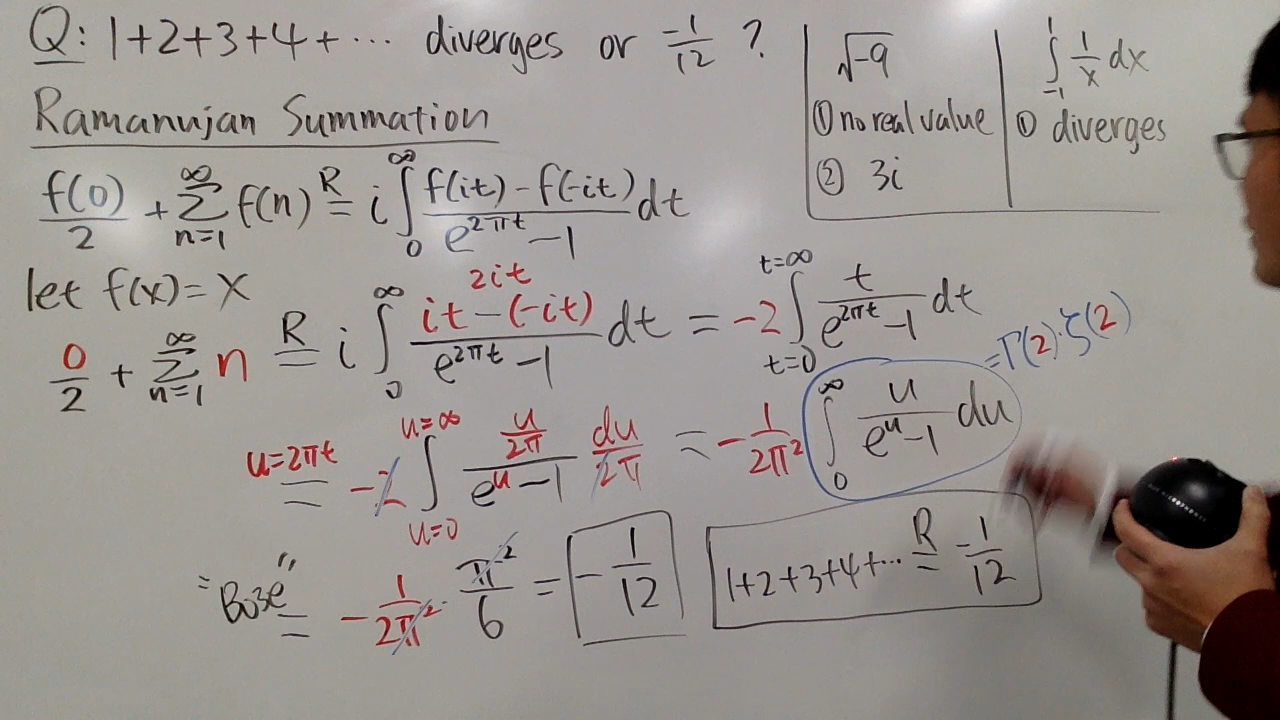 Q: 1+2+3+4+⋯ diverges or -1/12 ?
√-9
① no real value
② 3i
∫_{-1}^{1} 1/x dx
① diverges
Ramanujan Summation
f(0)/2 + ∑_{n=1}^{∞} f(n) =^R i ∫_0^∞ (f(it)-f(-it))/(e^{2πt}-1) dt
let f(x)=x
2it
0/2 + ∑_{n=1}^{∞} n =^R i ∫_0^∞ (it-(-it))/(e^{2πt}-1) dt = -2 ∫_{t=0}^{t=∞} t/(e^{2πt}-1) dt
=Γ(2)·ζ(2)
u=2πt = -2 ∫_{u=0}^{u=∞} (u/2π)/(e^u-1) du/2π = -1/2π² ∫_0^∞ u/(e^u-1) du
"Bose" = -1/2π² · π²/6 = -1/12
1+2+3+4+⋯ =^R -1/12